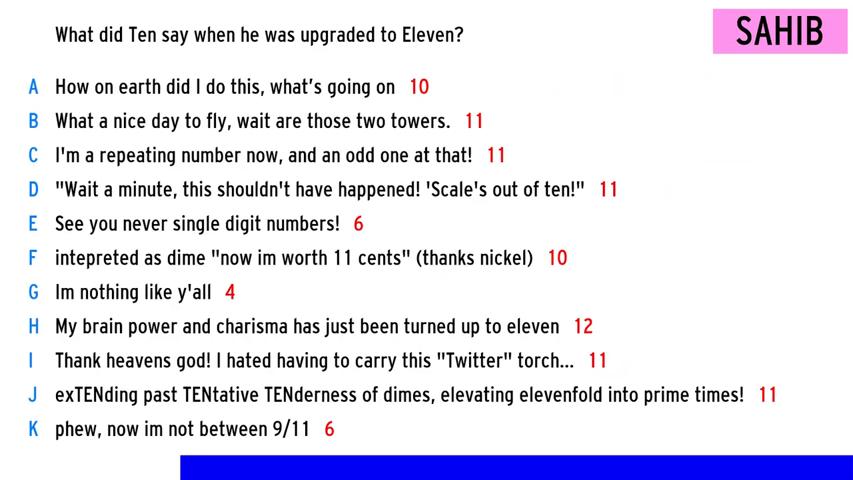 What did Ten say when he was upgraded to Eleven?
SAHIB
A How on earth did I do this, what's going on 10
B What a nice day to fly, wait are those two towers. 11
C I'm a repeating number now, and an odd one at that! 11
D "Wait a minute, this shouldn't have happened! 'Scale's out of ten!" 11
E See you never single digit numbers! 6
F intepreted as dime "now im worth 11 cents" (thanks nickel) 10
G Im nothing like y'all 4
H My brain power and charisma has just been turned up to eleven 12
I Thank heavens god! I hated having to carry this "Twitter" torch... 11
J exTENding past TENtative TENderness of dimes, elevating elevenfold into prime times! 11
K phew, now im not between 9/11 6